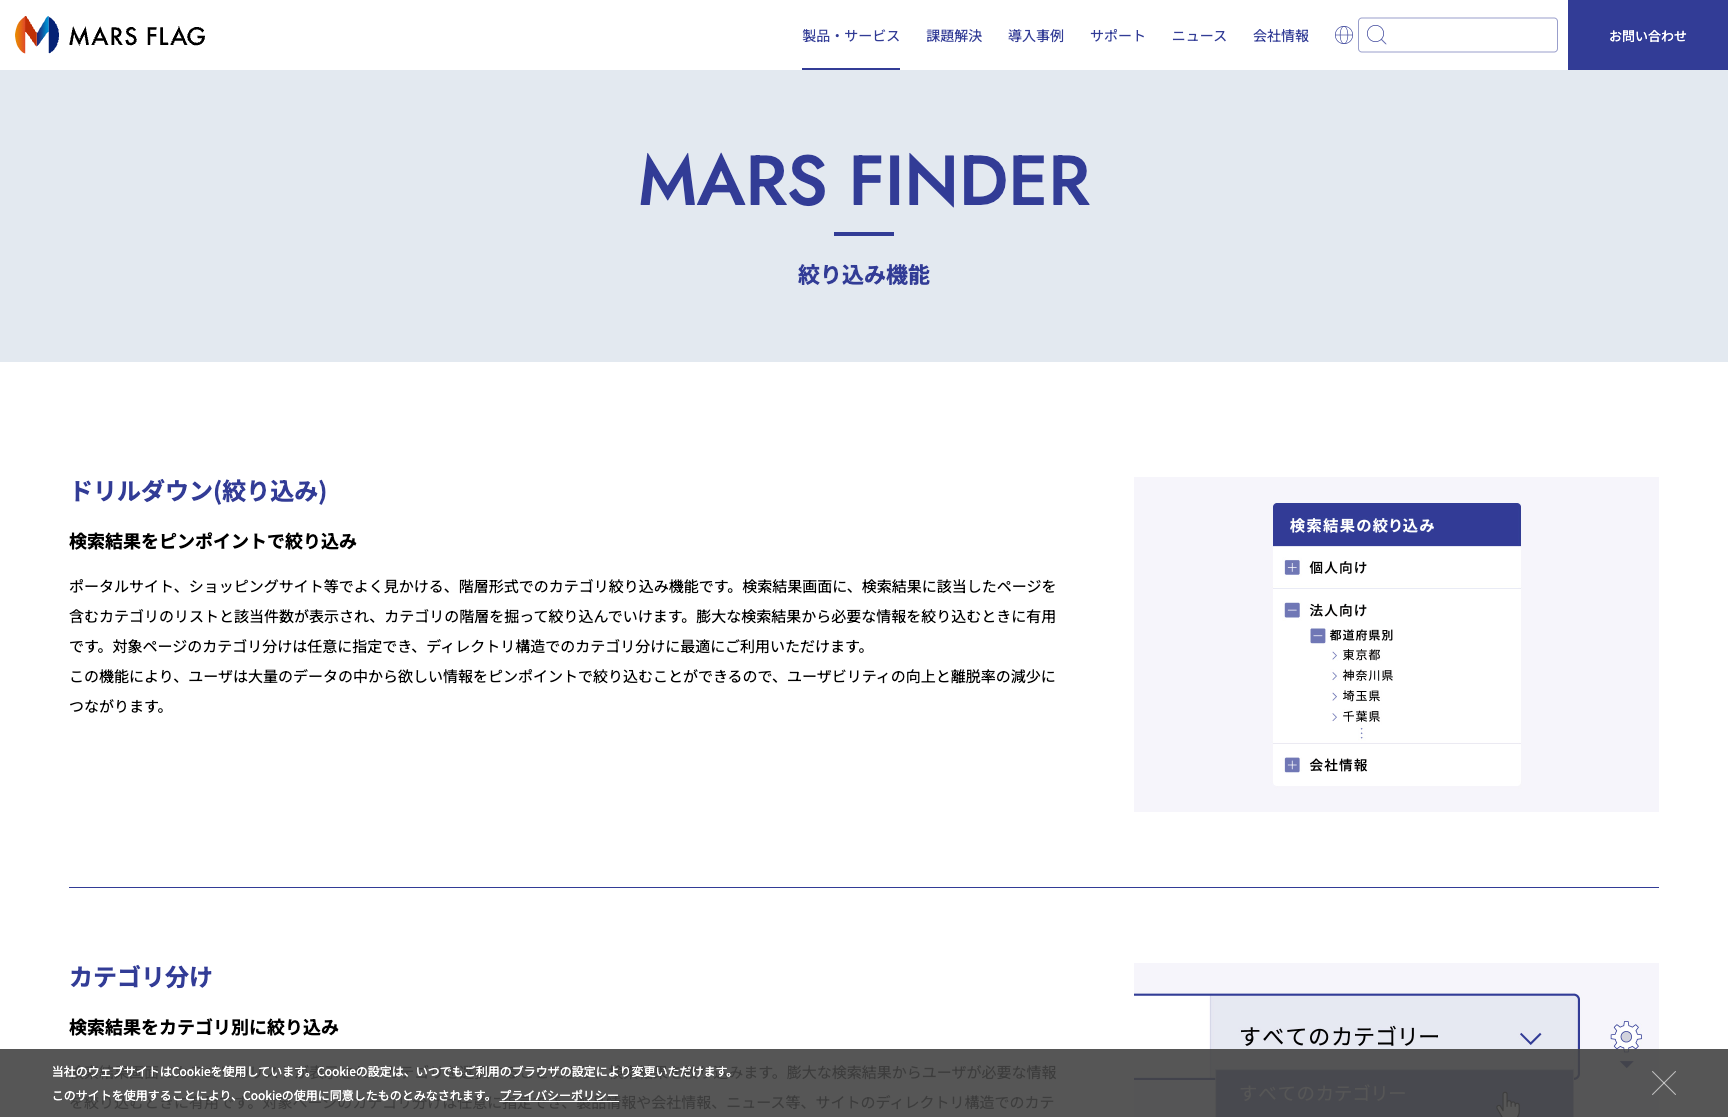 MARS FLAG
製品・サービス 課題解決 導入事例 サポート ニュース 会社情報 お問い合わせ
MARS FINDER
絞り込み機能
ドリルダウン(絞り込み)
検索結果をピンポイントで絞り込み
ポータルサイト、ショッピングサイト等でよく見かける、階層形式でのカテゴリ絞り込み機能です。検索結果画面に、検索結果に該当したページを
含むカテゴリのリストと該当件数が表示され、カテゴリの階層を掘って絞り込んでいけます。膨大な検索結果から必要な情報を絞り込むときに有用
です。対象ページのカテゴリ分けは任意に指定でき、ディレクトリ構造でのカテゴリ分けに最適にご利用いただけます。
この機能により、ユーザは大量のデータの中から欲しい情報をピンポイントで絞り込むことができるので、ユーザビリティの向上と離脱率の減少に
つながります。
検索結果の絞り込み
個人向け
法人向け
都道府県別
東京都
神奈川県
埼玉県
千葉県
会社情報
カテゴリ分け
検索結果をカテゴリ別に絞り込み
すべてのカテゴリー
すべてのカテゴリー
みます。膨大な検索結果からユーザが必要な情報
や会社情報、ニュース等、サイトのディレクトリ構造でのカテ
当社のウェブサイトはCookieを使用しています。Cookieの設定は、いつでもご利用のブラウザの設定により変更いただけます。
このサイトを使用することにより、Cookieの使用に同意したものとみなされます。 プライバシーポリシー